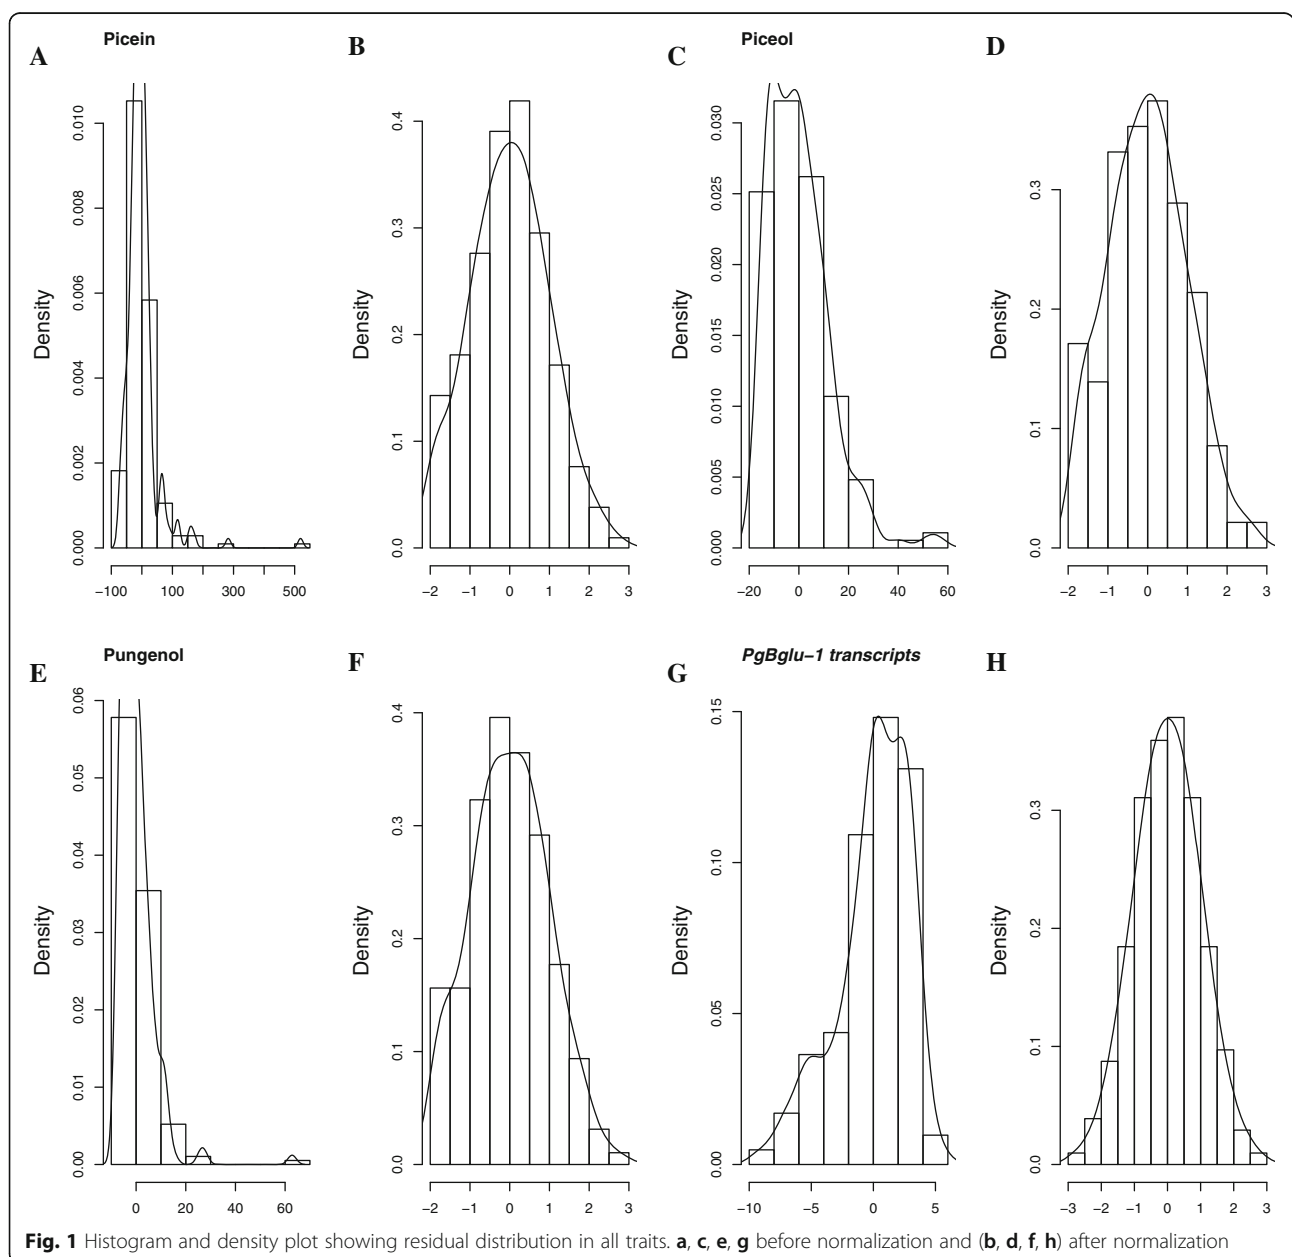 A
Picein
B
C
Piceol
D
Density
0.000 0.002 0.004 0.006 0.008 0.010
−100 100 300 500
Density
0.0 0.1 0.2 0.3 0.4
−2 −1 0 1 2 3
Density
0.000 0.005 0.010 0.015 0.020 0.025 0.030
−20 0 20 40 60
Density
0.0 0.1 0.2 0.3
−2 −1 0 1 2 3
E
Pungenol
F
G
PgBglu−1 transcripts
H
Density
0.00 0.01 0.02 0.03 0.04 0.05 0.06
0 20 40 60
Density
0.0 0.1 0.2 0.3 0.4
−2 −1 0 1 2 3
Density
0.00 0.05 0.10 0.15
−10 −5 0 5
Density
0.0 0.1 0.2 0.3
−3 −2 −1 0 1 2 3
Fig. 1 Histogram and density plot showing residual distribution in all traits. a, c, e, g before normalization and (b, d, f, h) after normalization